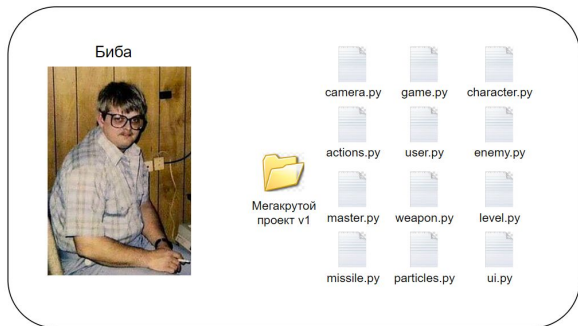 Биба
camera.py game.py character.py
actions.py user.py enemy.py
Мегакрутой
проект v1
master.py weapon.py level.py
missile.py particles.py ui.py